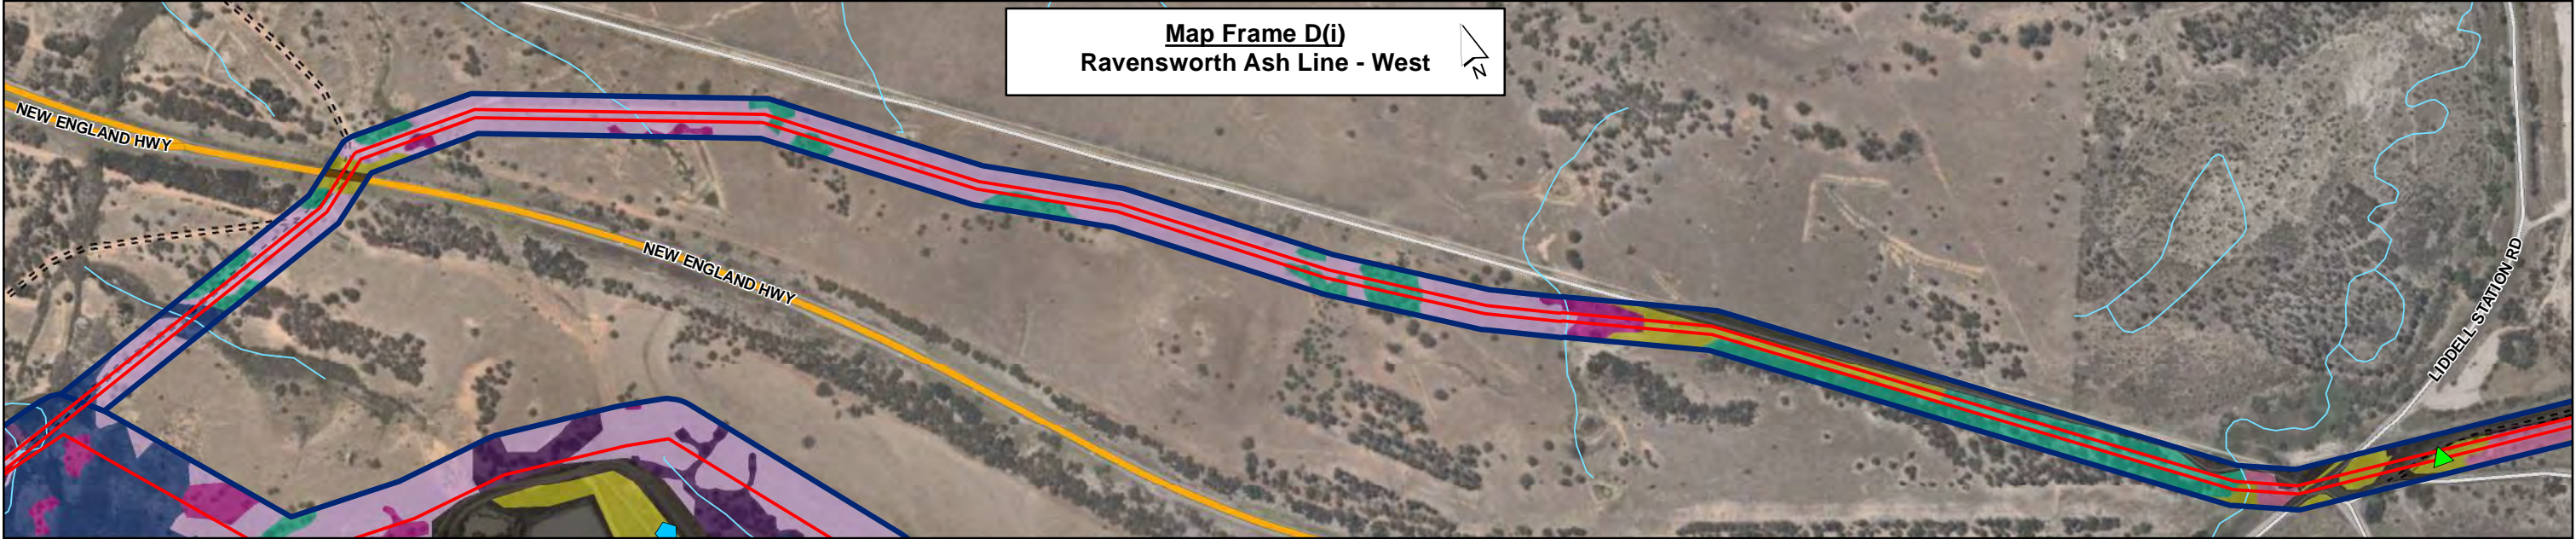 Map Frame D(i)
Ravensworth Ash Line - West
N
NEW ENGLAND HWY
NEW ENGLAND HWY
LIDDELL STATION RD